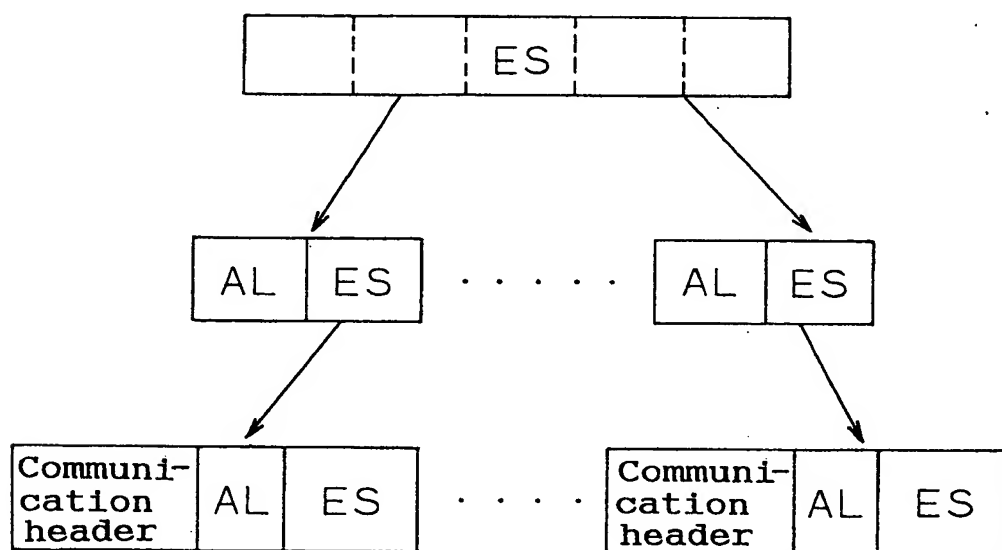 ES
AL ES ..... AL ES
Communi-
cation
header
AL ES ....
Communi-
cation
header
AL ES